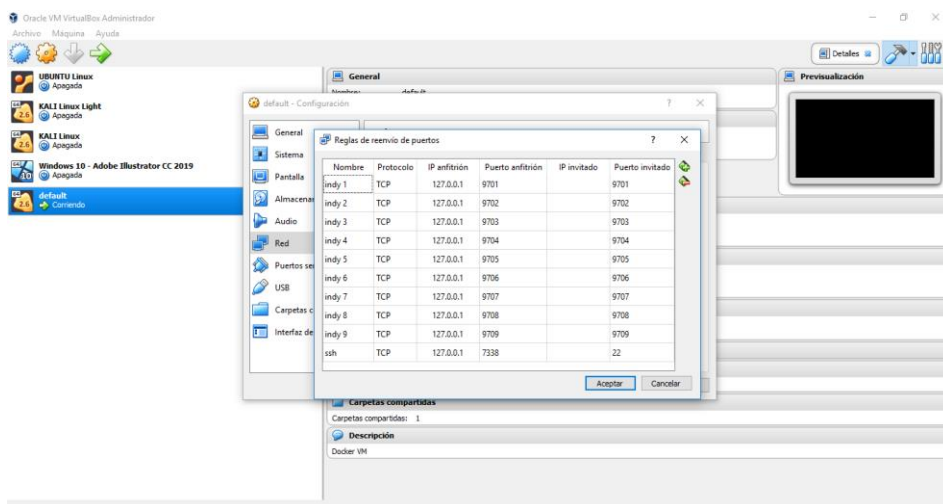 Oracle VM VirtualBox Administrador
Archivo Máquina Ayuda
Detalles
UBUNTU Linux
Apagada
KALI Linux Light
Apagada
KALI Linux
Apagada
Windows 10 - Adobe Illustrator CC 2019
Apagada
default
Corriendo
General
Nombre: default
Previsualización
default - Configuración
General
Sistema
Pantalla
Almacenar
Audio
Red
Puertos se
USB
Carpetas c
Interfaz de
Reglas de reenvío de puertos
Nombre Protocolo IP anfitrión Puerto anfitrión IP invitado Puerto invitado
indy 1 TCP 127.0.0.1 9701 9701
indy 2 TCP 127.0.0.1 9702 9702
indy 3 TCP 127.0.0.1 9703 9703
indy 4 TCP 127.0.0.1 9704 9704
indy 5 TCP 127.0.0.1 9705 9705
indy 6 TCP 127.0.0.1 9706 9706
indy 7 TCP 127.0.0.1 9707 9707
indy 8 TCP 127.0.0.1 9708 9708
indy 9 TCP 127.0.0.1 9709 9709
ssh TCP 127.0.0.1 7338 22
Aceptar Cancelar
Carpetas compartidas
Carpetas compartidas: 1
Descripción
Docker VM